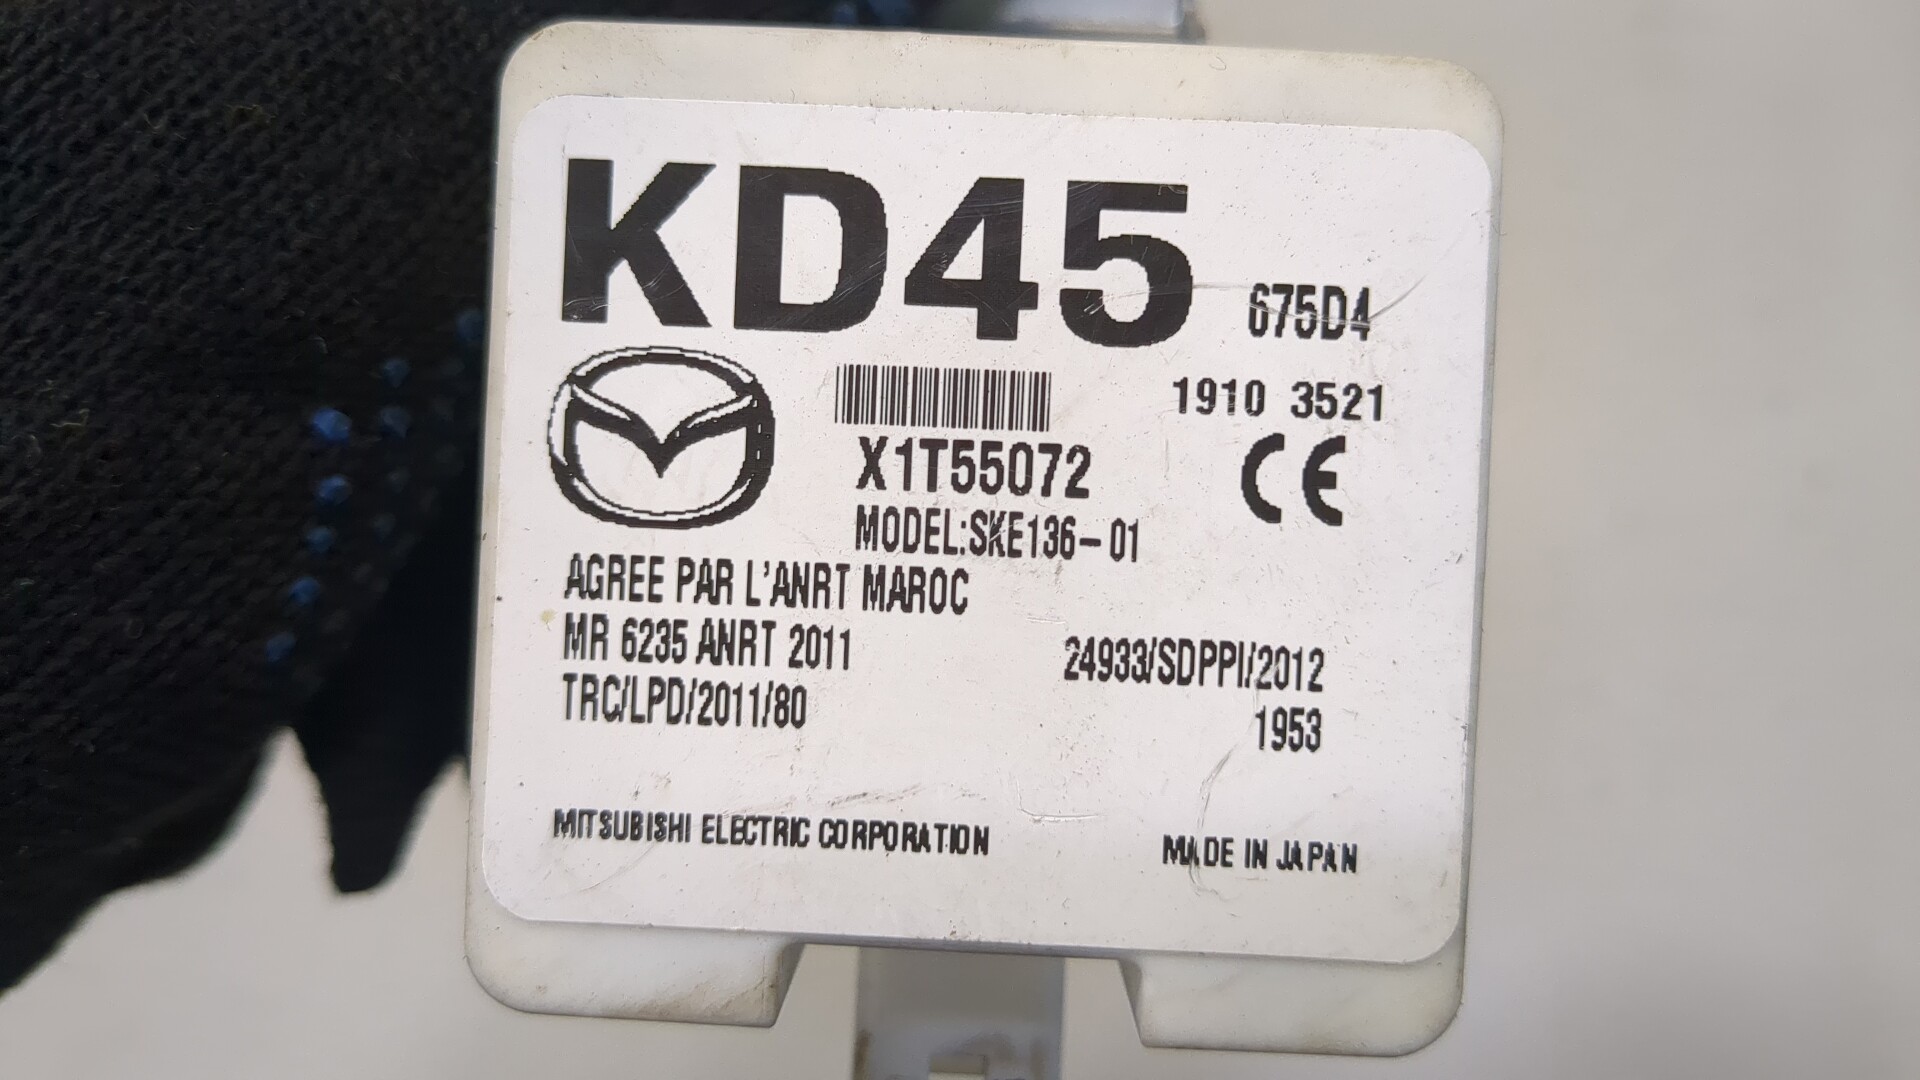 KD45 675D4
1910 3521
X1T55072
CE
MODEL:SKE136-01
AGREE PAR L'ANRT MAROC
MR 6235 ANRT 2011
24933/SDPPI/2012
TRC/LPD/2011/80
1953
MITSUBISHI ELECTRIC CORPORATION
MADE IN JAPAN